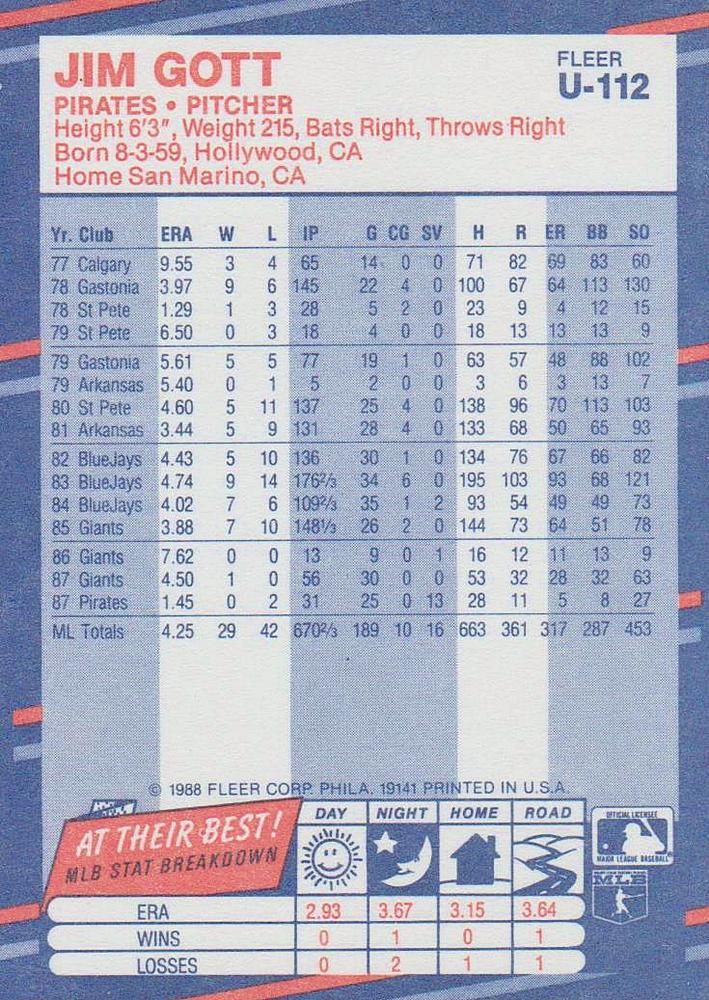 JIM GOTT
FLEER
U-112
PIRATES • PITCHER
Height 6'3", Weight 215, Bats Right, Throws Right
Born 8-3-59, Hollywood, CA
Home San Marino, CA
Yr. Club ERA W L IP G CG SV H R ER BB SO
77 Calgary 9.55 3 4 65 14 0 0 71 82 69 83 60
78 Gastonia 3.97 9 6 145 22 4 0 100 67 64 113 130
78 St Pete 1.29 1 3 28 5 2 0 23 9 4 12 15
79 St Pete 6.50 0 3 18 4 0 0 18 13 13 13 9
79 Gastonia 5.61 5 5 77 19 1 0 63 57 48 88 102
79 Arkansas 5.40 0 1 5 2 0 0 3 6 3 13 7
80 St Pete 4.60 5 11 137 25 4 0 138 96 70 113 103
81 Arkansas 3.44 5 9 131 28 4 0 133 68 50 65 93
82 BlueJays 4.43 5 10 136 30 1 0 134 76 67 66 82
83 BlueJays 4.74 9 14 176⅔ 34 6 0 195 103 93 68 121
84 BlueJays 4.02 7 6 109⅔ 35 1 2 93 54 49 49 73
85 Giants 3.88 7 10 148⅓ 26 2 0 144 73 64 51 78
86 Giants 7.62 0 0 13 9 0 1 16 12 11 13 9
87 Giants 4.50 1 0 56 30 0 0 53 32 28 32 63
87 Pirates 1.45 0 2 31 25 0 13 28 11 5 8 27
ML Totals 4.25 29 42 670⅔ 189 10 16 663 361 317 287 453
© 1988 FLEER CORP. PHILA. 19141 PRINTED IN U.S.A.
AT THEIR BEST!
MLB STAT BREAKDOWN
DAY NIGHT HOME ROAD
OFFICIAL LICENSEE
MAJOR LEAGUE BASEBALL
MLB
ERA 2.93 3.67 3.15 3.64
WINS 0 1 0 1
LOSSES 0 2 1 1